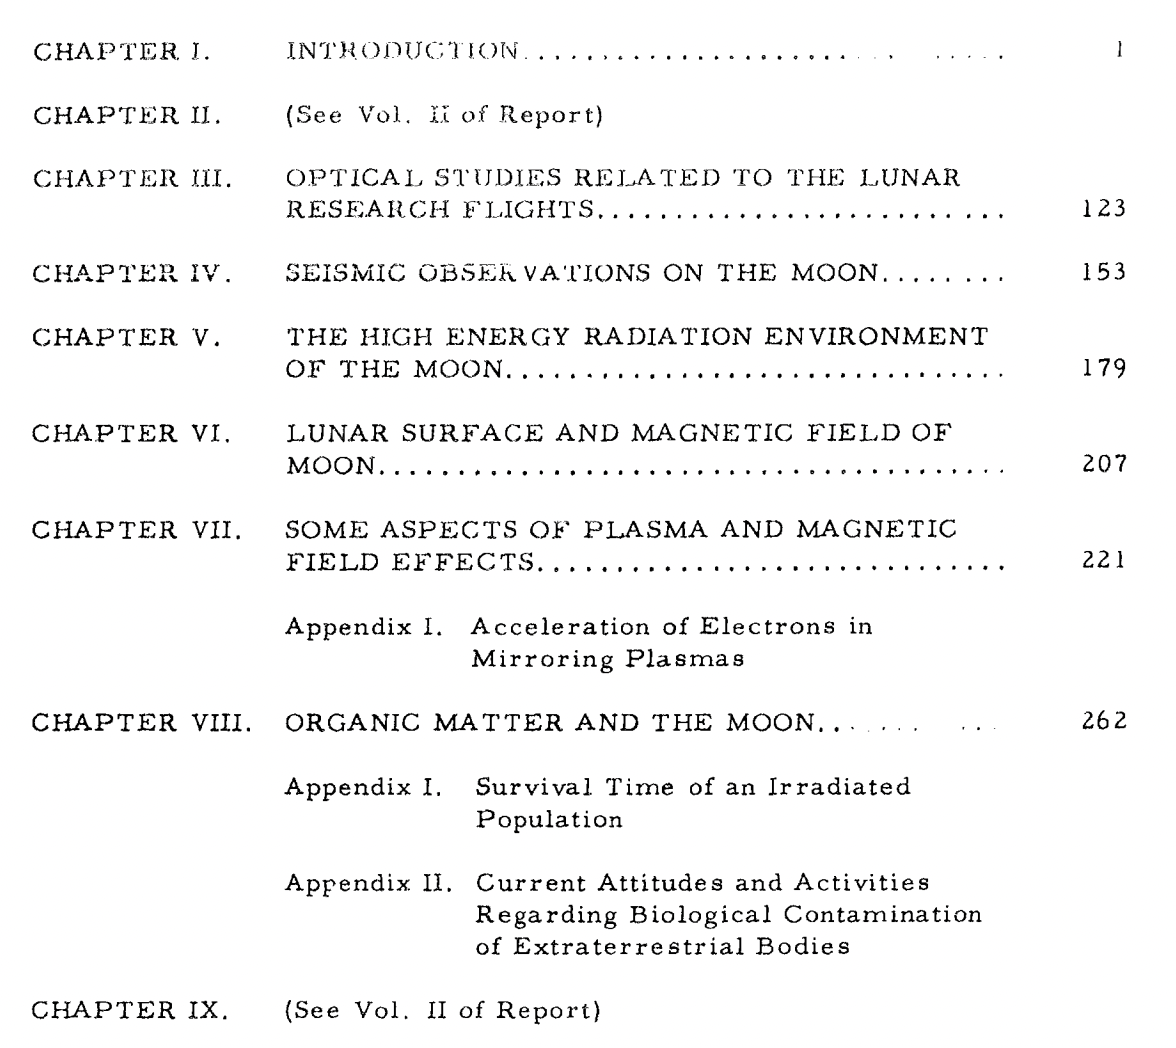 CHAPTER I. INTRODUCTION........................ ..... 1
CHAPTER II. (See Vol. II of Report)
CHAPTER III. OPTICAL STUDIES RELATED TO THE LUNAR
RESEARCH FLIGHTS.......................... 123
CHAPTER IV. SEISMIC OBSERVATIONS ON THE MOON........ 153
CHAPTER V. THE HIGH ENERGY RADIATION ENVIRONMENT
OF THE MOON................................ 179
CHAPTER VI. LUNAR SURFACE AND MAGNETIC FIELD OF
MOON........................................ 207
CHAPTER VII. SOME ASPECTS OF PLASMA AND MAGNETIC
FIELD EFFECTS.............................. 221
Appendix I. Acceleration of Electrons in
Mirroring Plasmas
CHAPTER VIII. ORGANIC MATTER AND THE MOON....... ... 262
Appendix I. Survival Time of an Irradiated
Population
Appendix II. Current Attitudes and Activities
Regarding Biological Contamination
of Extraterrestrial Bodies
CHAPTER IX. (See Vol. II of Report)